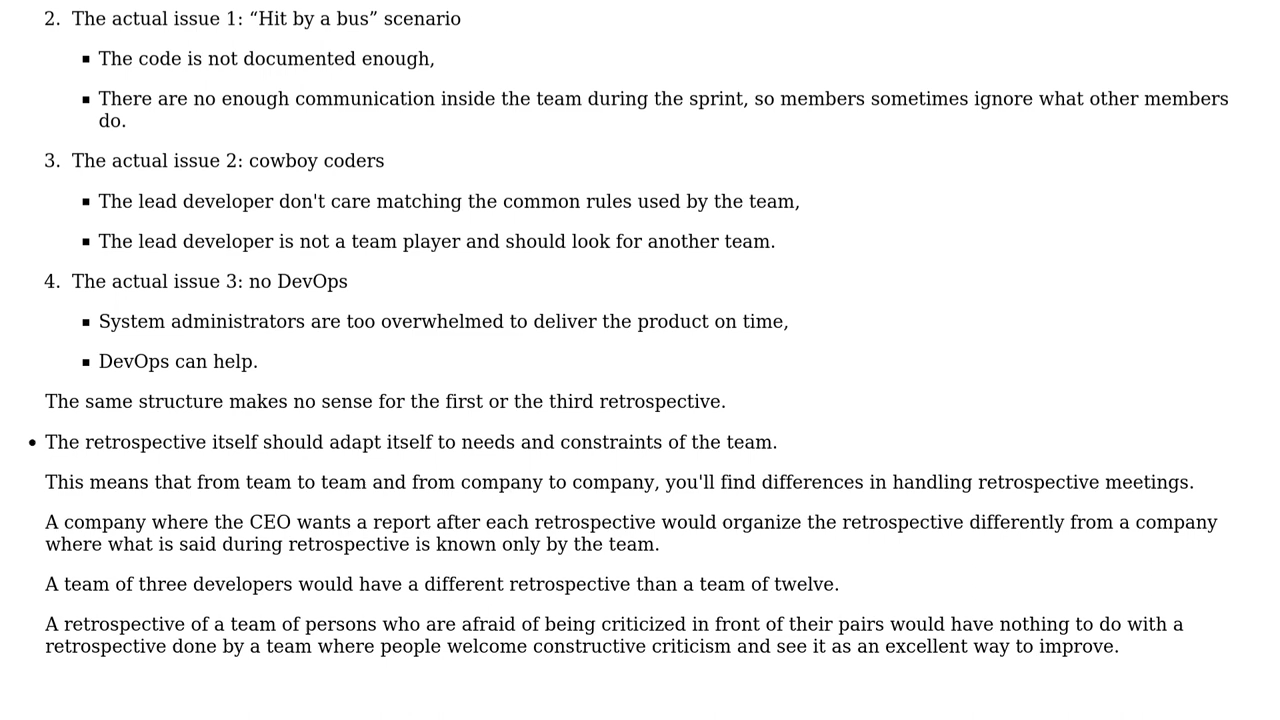 2. The actual issue 1: “Hit by a bus” scenario
▪ The code is not documented enough,
▪ There are no enough communication inside the team during the sprint, so members sometimes ignore what other members
do.
3. The actual issue 2: cowboy coders
▪ The lead developer don't care matching the common rules used by the team,
▪ The lead developer is not a team player and should look for another team.
4. The actual issue 3: no DevOps
▪ System administrators are too overwhelmed to deliver the product on time,
▪ DevOps can help.
The same structure makes no sense for the first or the third retrospective.
• The retrospective itself should adapt itself to needs and constraints of the team.
This means that from team to team and from company to company, you'll find differences in handling retrospective meetings.
A company where the CEO wants a report after each retrospective would organize the retrospective differently from a company
where what is said during retrospective is known only by the team.
A team of three developers would have a different retrospective than a team of twelve.
A retrospective of a team of persons who are afraid of being criticized in front of their pairs would have nothing to do with a
retrospective done by a team where people welcome constructive criticism and see it as an excellent way to improve.